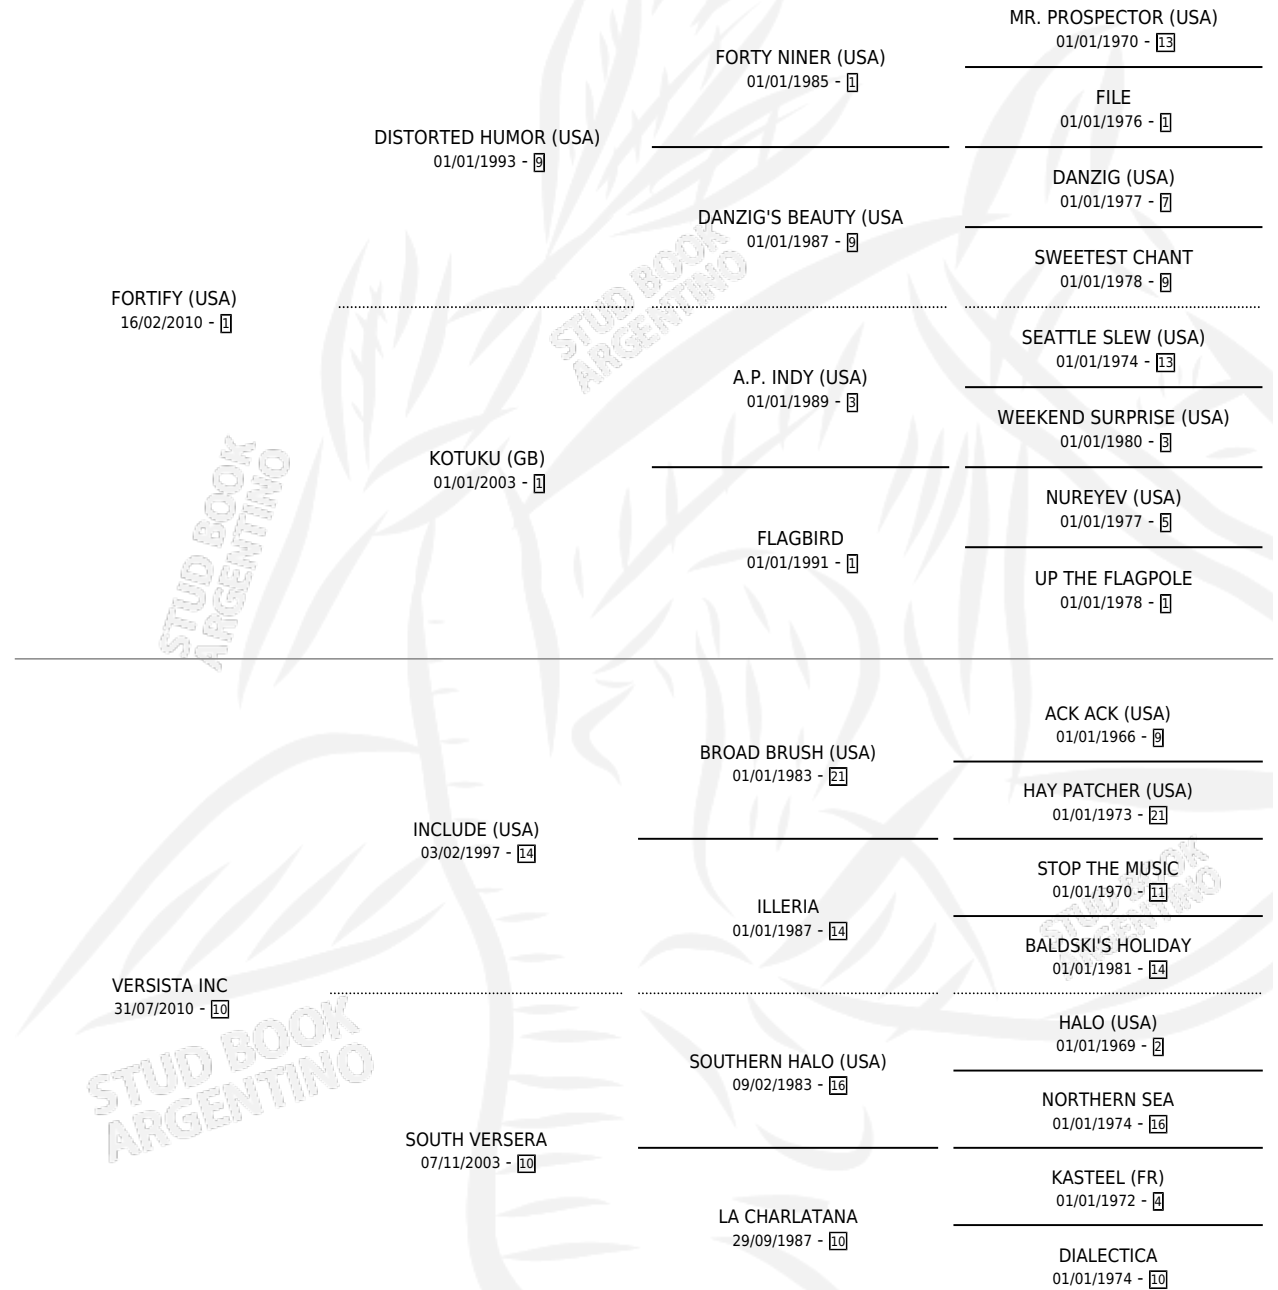 MR. PROSPECTOR (USA)
01/01/1970 - 13
FORTY NINER (USA)
01/01/1985 - 1
FILE
01/01/1976 - 1
DISTORTED HUMOR (USA)
01/01/1993 - 9
DANZIG (USA)
01/01/1977 - 7
DANZIG'S BEAUTY (USA
01/01/1987 - 9
SWEETEST CHANT
01/01/1978 - 9
FORTIFY (USA)
16/02/2010 - 1
SEATTLE SLEW (USA)
01/01/1974 - 13
A.P. INDY (USA)
01/01/1989 - 3
WEEKEND SURPRISE (USA)
01/01/1980 - 3
KOTUKU (GB)
01/01/2003 - 1
NUREYEV (USA)
01/01/1977 - 5
FLAGBIRD
01/01/1991 - 1
UP THE FLAGPOLE
01/01/1978 - 1
ACK ACK (USA)
01/01/1966 - 9
BROAD BRUSH (USA)
01/01/1983 - 21
HAY PATCHER (USA)
01/01/1973 - 21
INCLUDE (USA)
03/02/1997 - 14
STOP THE MUSIC
01/01/1970 - 11
ILLERIA
01/01/1987 - 14
BALDSKI'S HOLIDAY
01/01/1981 - 14
VERSISTA INC
31/07/2010 - 10
HALO (USA)
01/01/1969 - 2
SOUTHERN HALO (USA)
09/02/1983 - 16
NORTHERN SEA
01/01/1974 - 16
SOUTH VERSERA
07/11/2003 - 10
KASTEEL (FR)
01/01/1972 - 4
LA CHARLATANA
29/09/1987 - 10
DIALECTICA
01/01/1974 - 10
STUD BOOK
ARGENTINO
STUD BOOK
ARGENTINO
STUD BOOK
ARGENTINO
STUD BOOK
ARGENTINO